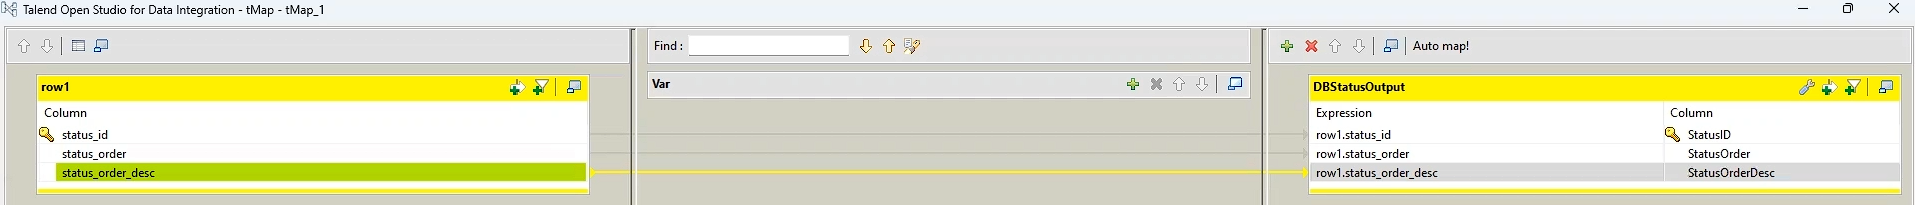 Talend Open Studio for Data Integration - tMap - tMap_1
Find :
Auto map!
row1
Column
status_id
status_order
status_order_desc
Var
DBStatusOutput
Expression Column
row1.status_id StatusID
row1.status_order StatusOrder
row1.status_order_desc StatusOrderDesc